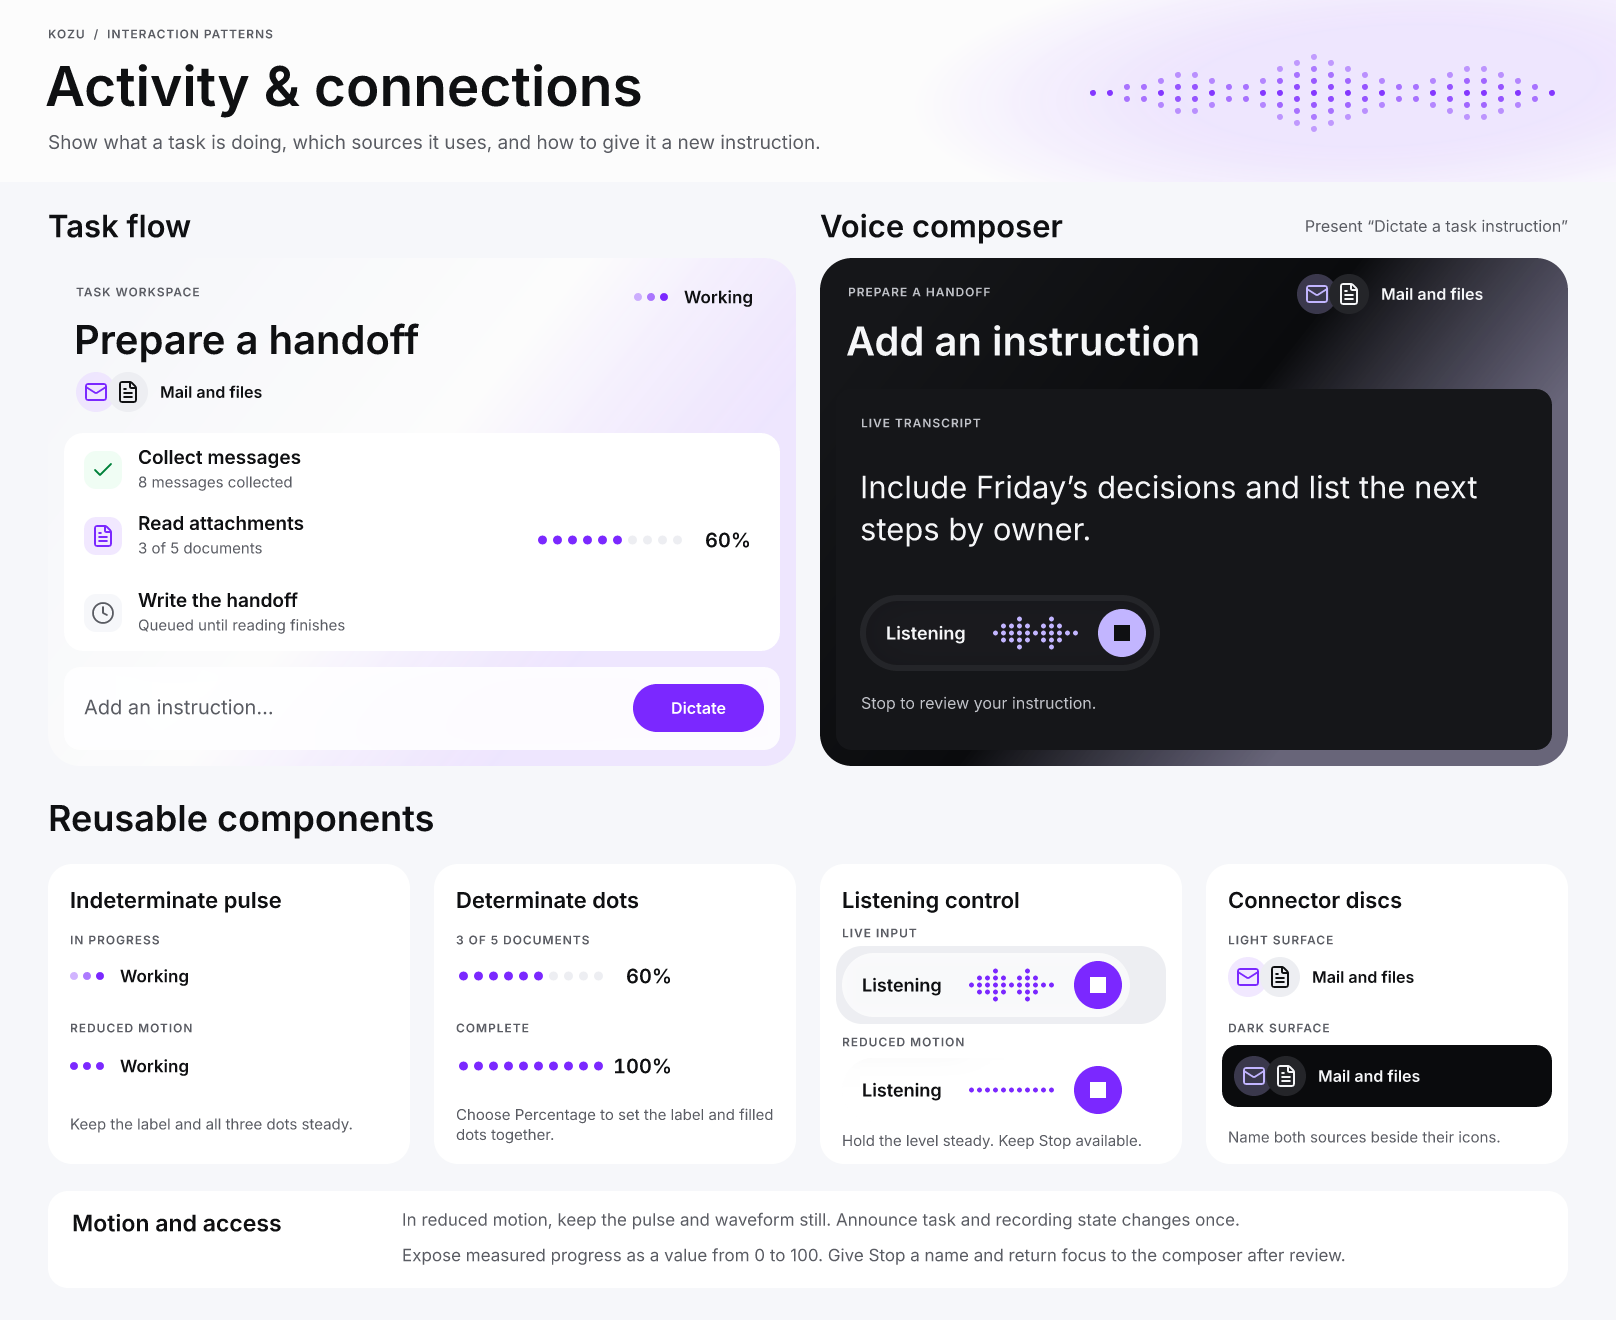 KOZU / INTERACTION PATTERNS
Activity & connections
Show what a task is doing, which sources it uses, and how to give it a new instruction.
Task flow
TASK WORKSPACE
Working
Prepare a handoff
Mail and files
Collect messages
8 messages collected
Read attachments
3 of 5 documents
60%
Write the handoff
Queued until reading finishes
Add an instruction...
Dictate
Voice composer
Present “Dictate a task instruction”
PREPARE A HANDOFF
Mail and files
Add an instruction
LIVE TRANSCRIPT
Include Friday’s decisions and list the next
steps by owner.
Listening
Stop to review your instruction.
Reusable components
Indeterminate pulse
IN PROGRESS
Working
REDUCED MOTION
Working
Keep the label and all three dots steady.
Determinate dots
3 OF 5 DOCUMENTS
60%
COMPLETE
100%
Choose Percentage to set the label and filled
dots together.
Listening control
LIVE INPUT
Listening
REDUCED MOTION
Listening
Hold the level steady. Keep Stop available.
Connector discs
LIGHT SURFACE
Mail and files
DARK SURFACE
Mail and files
Name both sources beside their icons.
Motion and access
In reduced motion, keep the pulse and waveform still. Announce task and recording state changes once.
Expose measured progress as a value from 0 to 100. Give Stop a name and return focus to the composer after review.